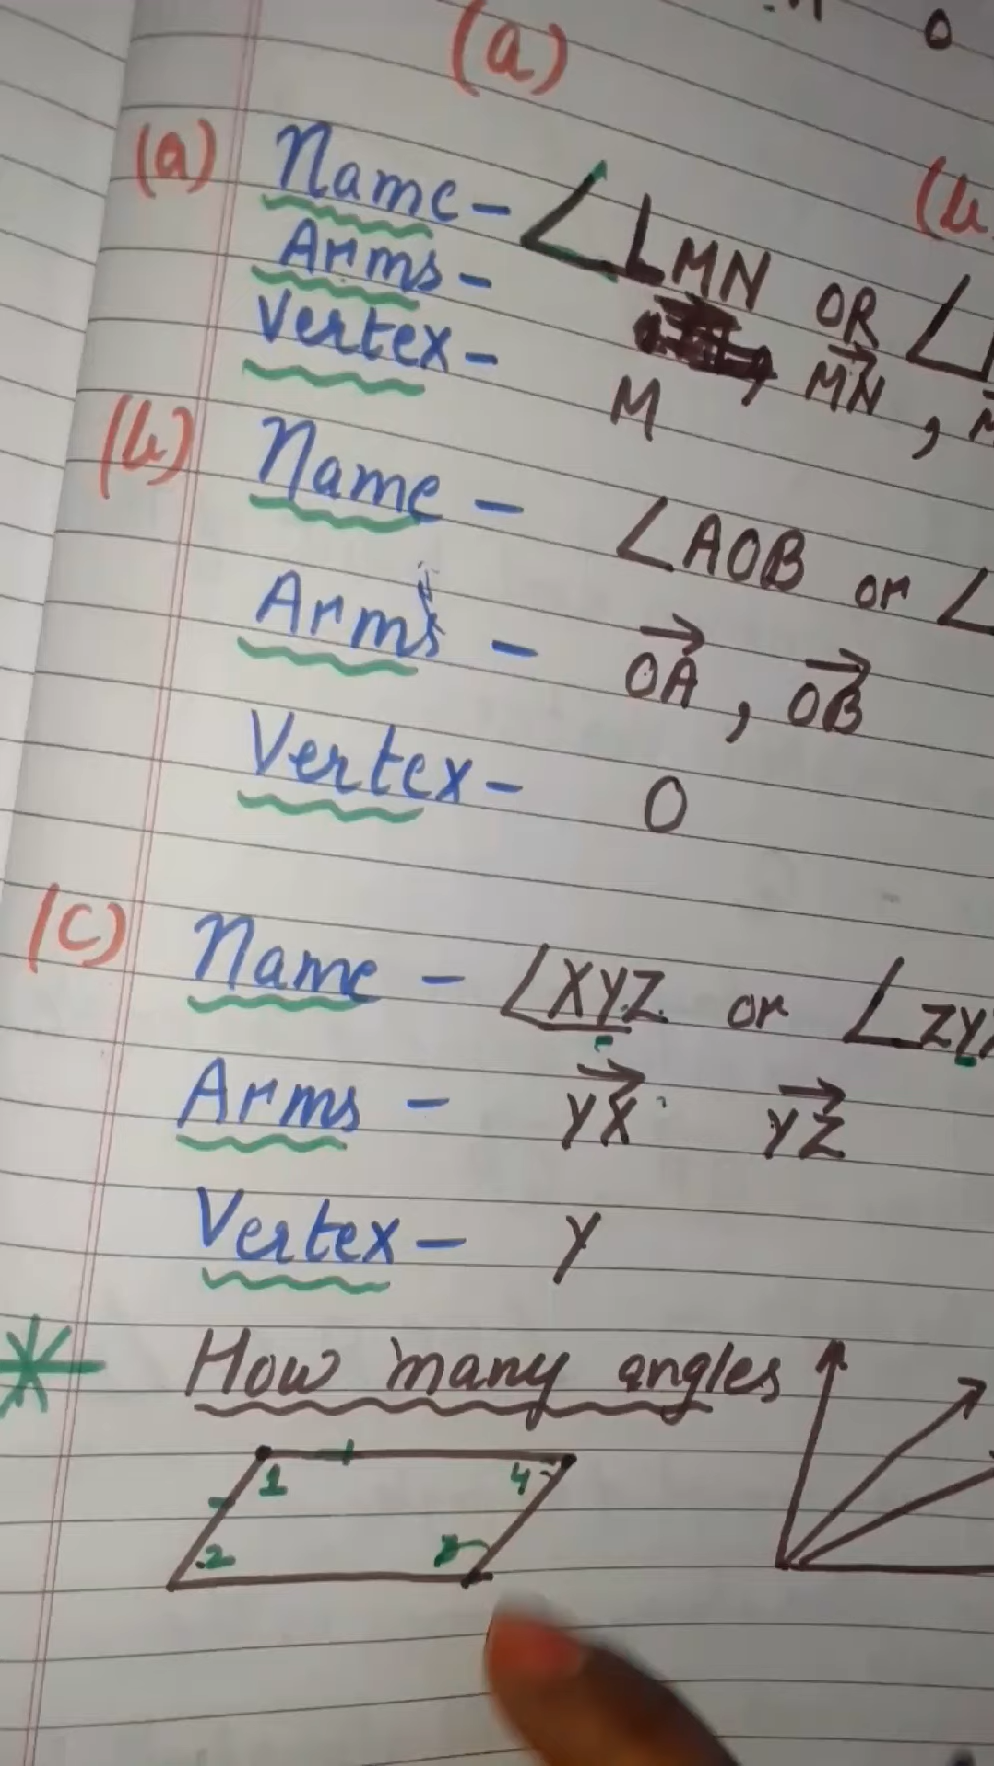 (a)
(a) Name - ∠LMN OR ∠
Arms - MN,
Vertex - M
(b) Name - ∠AOB or ∠
Arms - OA, OB
Vertex - O
(C) Name - ∠XYZ or ∠ZY
Arms - YX YZ
Vertex - Y
How many angles
1 4
2